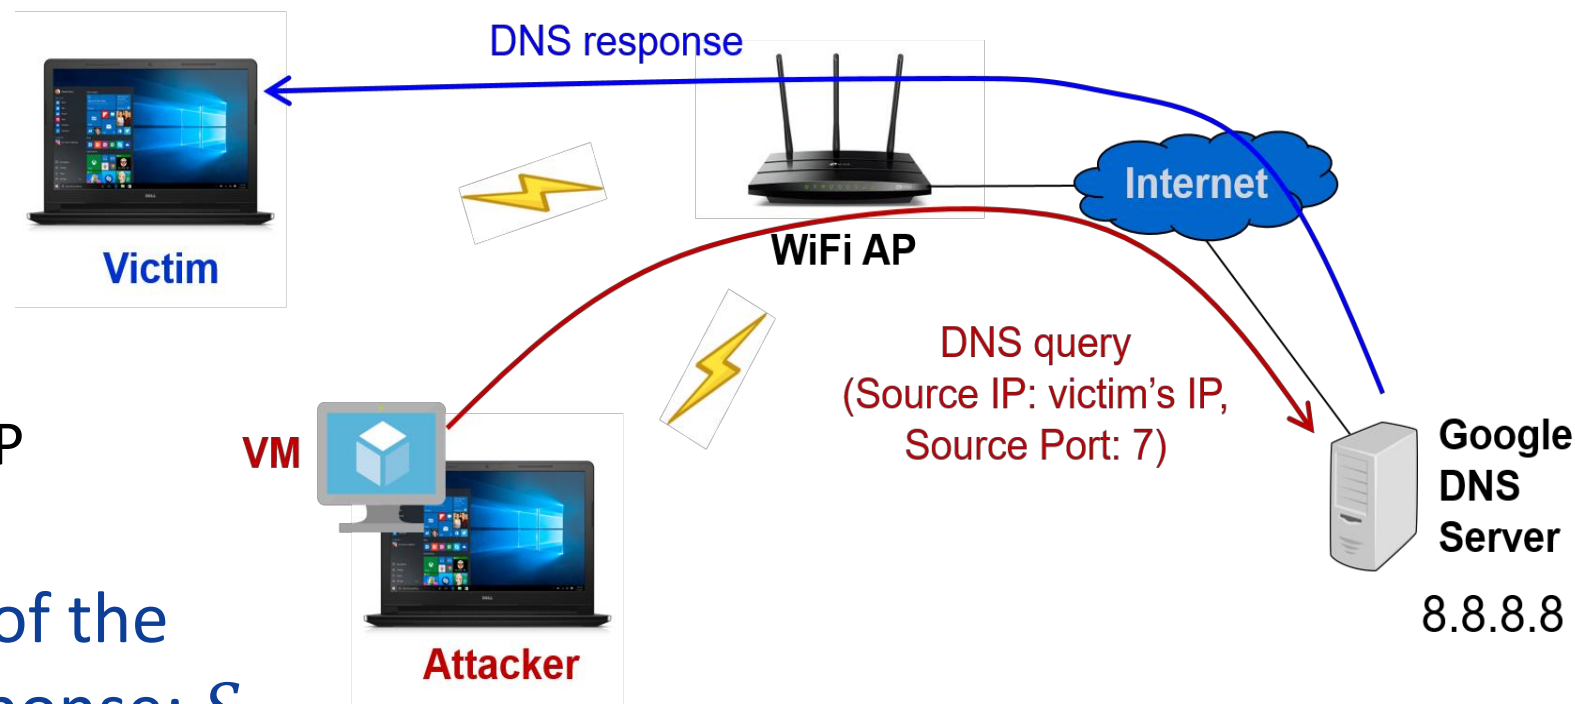 DNS response
Internet
WiFi AP
Victim
DNS query
(Source IP: victim's IP,
Source Port: 7)
P
VM
Google
DNS
Server
of the
8.8.8.8
Attacker